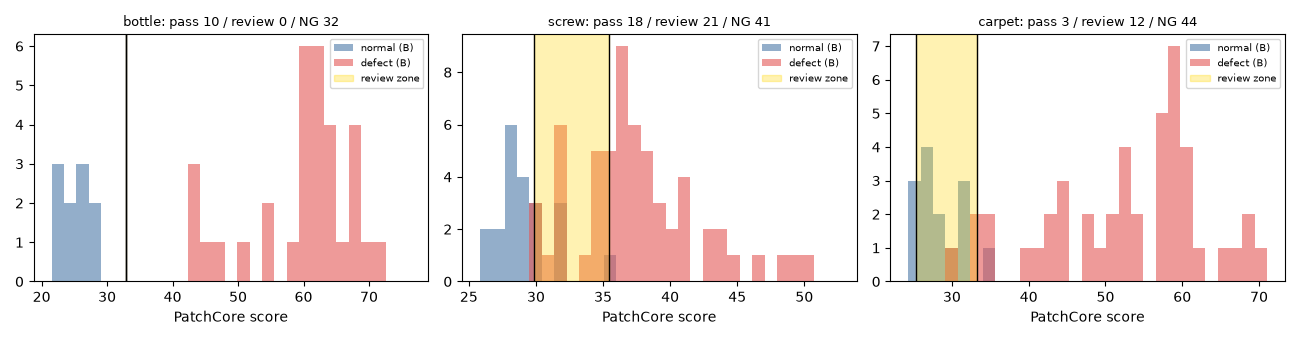 bottle: pass 10 / review 0 / NG 32
6
5
4
3
2
1
0
normal (B)
defect (B)
review zone
20 30 40 50 60 70
PatchCore score
screw: pass 18 / review 21 / NG 41
8
6
4
2
0
normal (B)
defect (B)
review zone
25 30 35 40 45 50
PatchCore score
carpet: pass 3 / review 12 / NG 44
7
6
5
4
3
2
1
0
normal (B)
defect (B)
review zone
30 40 50 60 70
PatchCore score